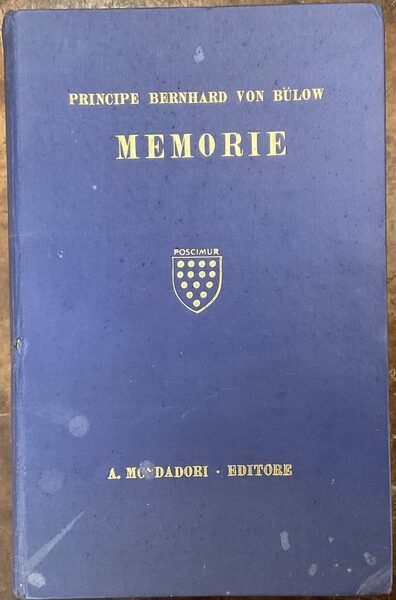 PRINCIPE BERNHARD VON BÜLOW
MEMORIE
POSCIMUR
A. MONDADORI · EDITORE